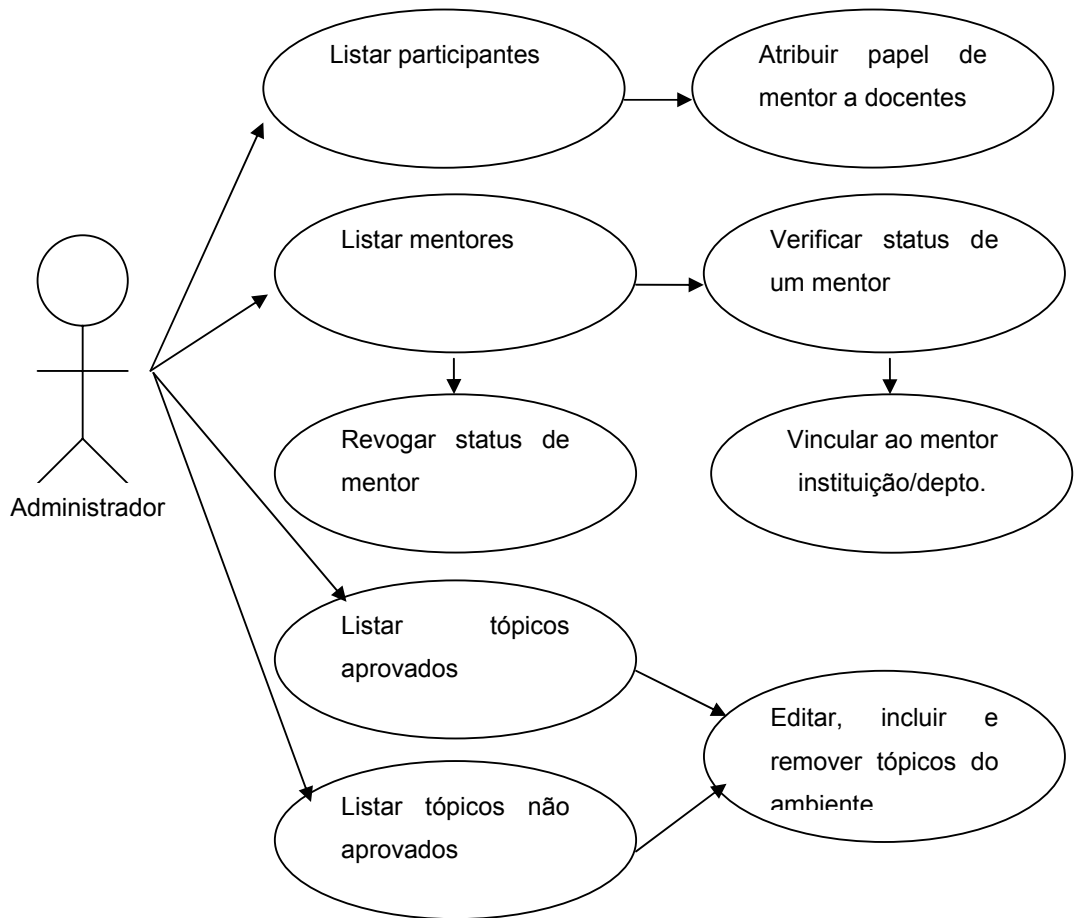 Listar participantes
Atribuir papel de
mentor a docentes
Listar mentores
Verificar status de
um mentor
Revogar status de
mentor
Vincular ao mentor
instituição/depto.
Administrador
Listar tópicos
aprovados
Editar, incluir e
remover tópicos do
ambiente
Listar tópicos não
aprovados